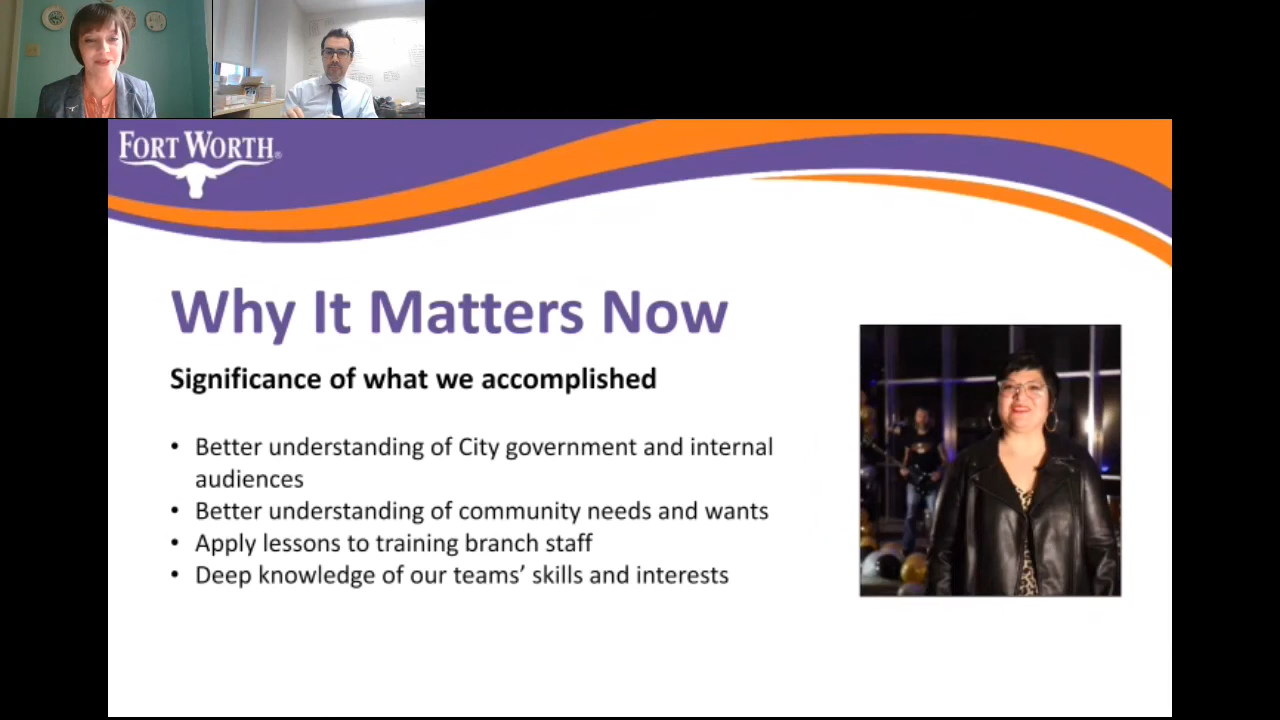 FORT WORTH®
Why It Matters Now
Significance of what we accomplished
• Better understanding of City government and internal
audiences
• Better understanding of community needs and wants
• Apply lessons to training branch staff
• Deep knowledge of our teams’ skills and interests